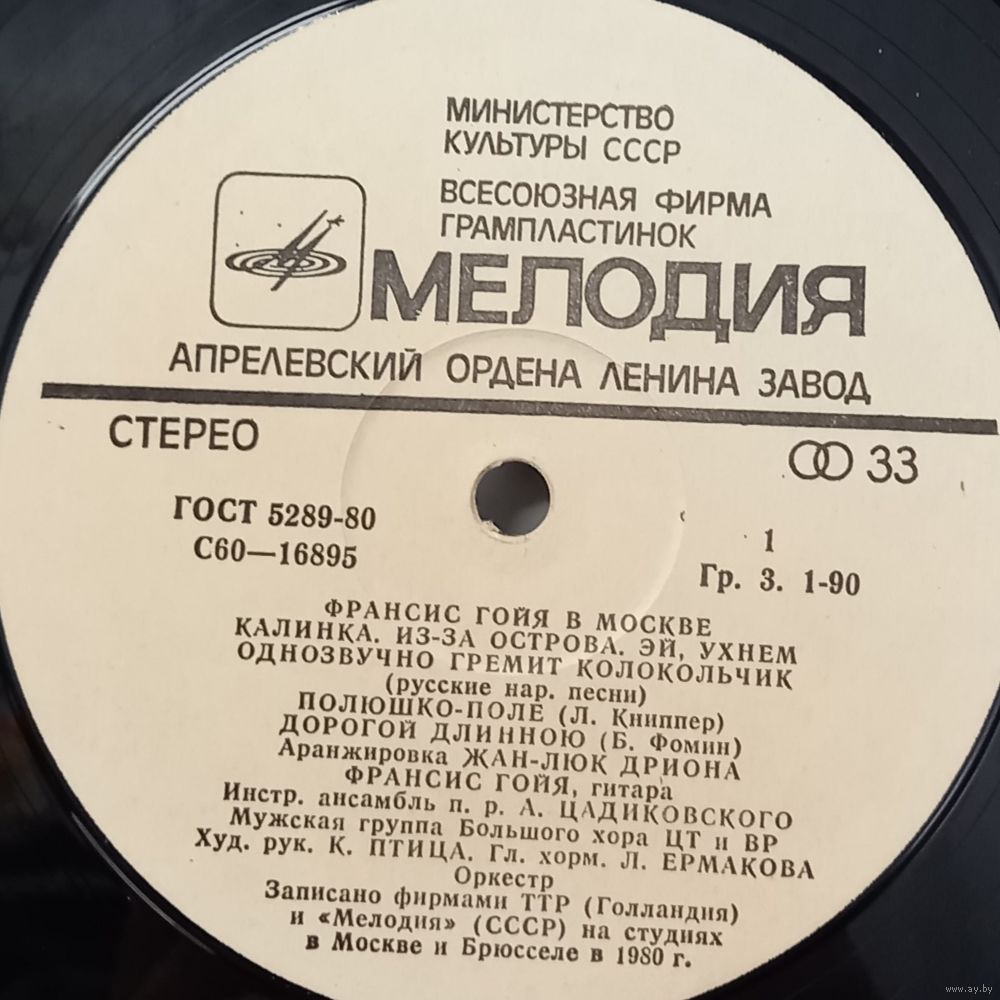 МИНИСТЕРСТВО
КУЛЬТУРЫ СССР
ВСЕСОЮЗНАЯ ФИРМА
ГРАМПЛАСТИНОК
МЕЛОДИЯ
АПРЕЛЕВСКИЙ ОРДЕНА ЛЕНИНА ЗАВОД
СТЕРЕО
33
ГОСТ 5289-80
С60—16895
1
Гр. 3. 1-90
ФРАНСИС ГОЙЯ В МОСКВЕ
КАЛИНКА. ИЗ-ЗА ОСТРОВА. ЭЙ, УХНЕМ
ОДНОЗВУЧНО ГРЕМИТ КОЛОКОЛЬЧИК
(русские нар. песни)
ПОЛЮШКО-ПОЛЕ (Л. Книппер)
ДОРОГОЙ ДЛИННОЮ (Б. Фомин)
Аранжировка ЖАН-ЛЮК ДРИОНА
ФРАНСИС ГОЙЯ, гитара
Инстр. ансамбль п. р. А. ЦАДИКОВСКОГО
Мужская группа Большого хора ЦТ и ВР
Худ. рук. К. ПТИЦА. Гл. хорм. Л. ЕРМАКОВА
Оркестр
Записано фирмами ТТР (Голландия)
и «Мелодия» (СССР) на студиях
в Москве и Брюсселе в 1980 г.
www.ay.by